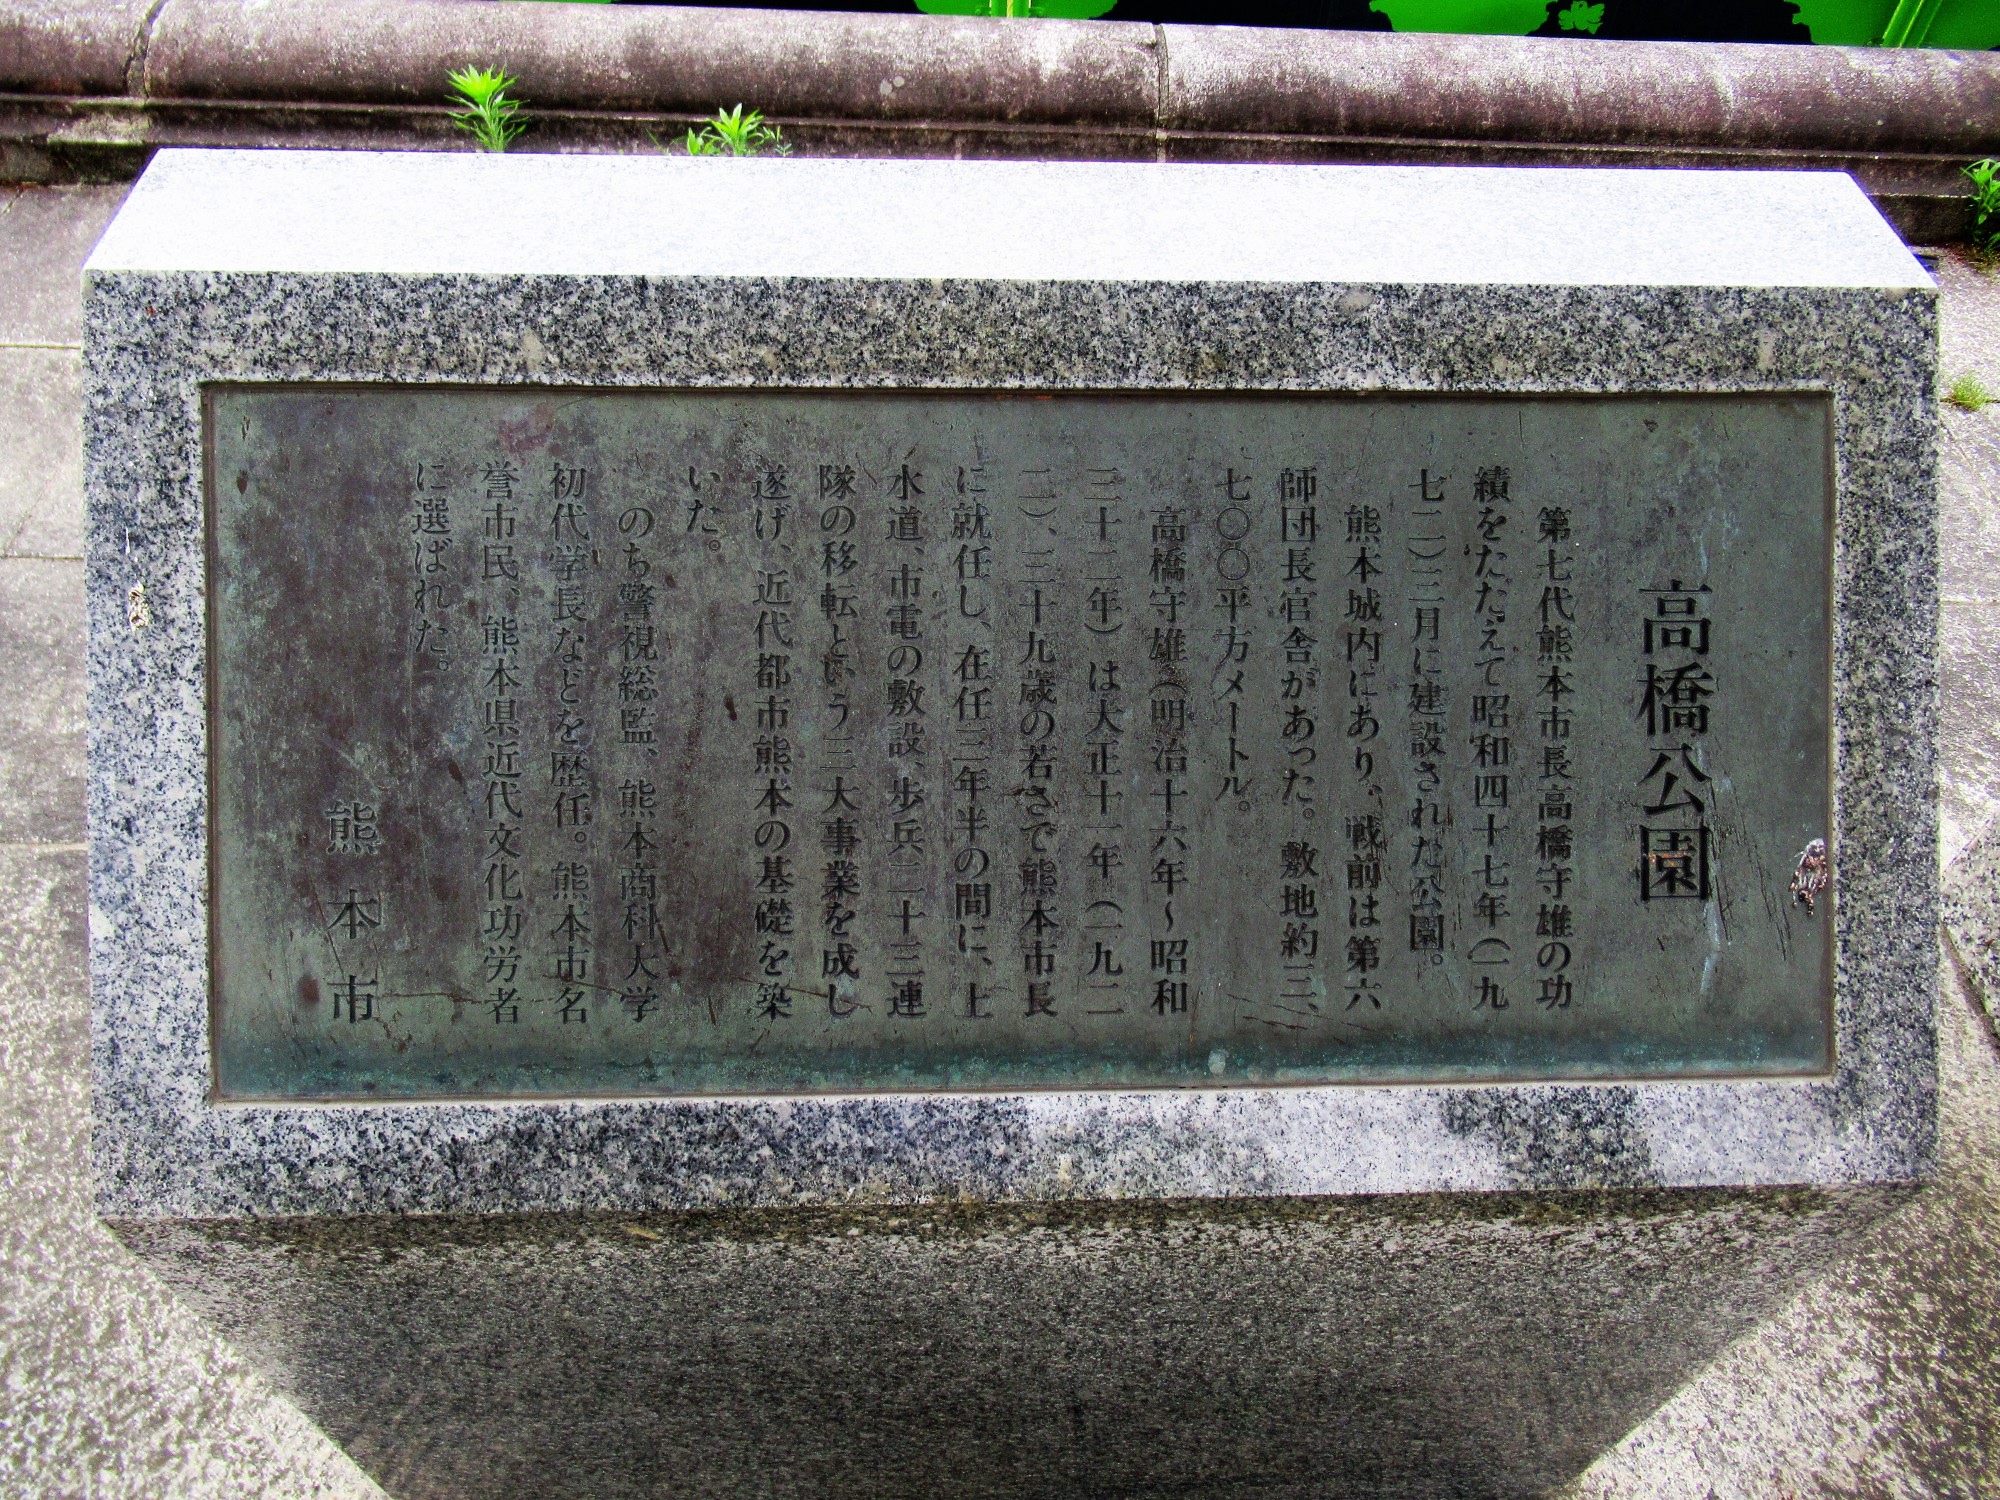 高橋公園
第七代熊本市長高橋守雄の功
績をたたえて昭和四十七年（一九
七二）三月に建設された公園。
熊本城内にあり、戦前は第六
師団長官舎があった。敷地約三、
七〇〇平方メートル。
高橋守雄（明治十六年〜昭和
三十二年）は大正十一年（一九二
二）、三十九歳の若さで熊本市長
に就任し、在任三年半の間に、上
水道、市電の敷設、歩兵二十三連
隊の移転という三大事業を成し
遂げ、近代都市熊本の基礎を築
いた。
のち警視総監、熊本商科大学
初代学長などを歴任。熊本市名
誉市民、熊本県近代文化功労者
に選ばれた。
熊本市